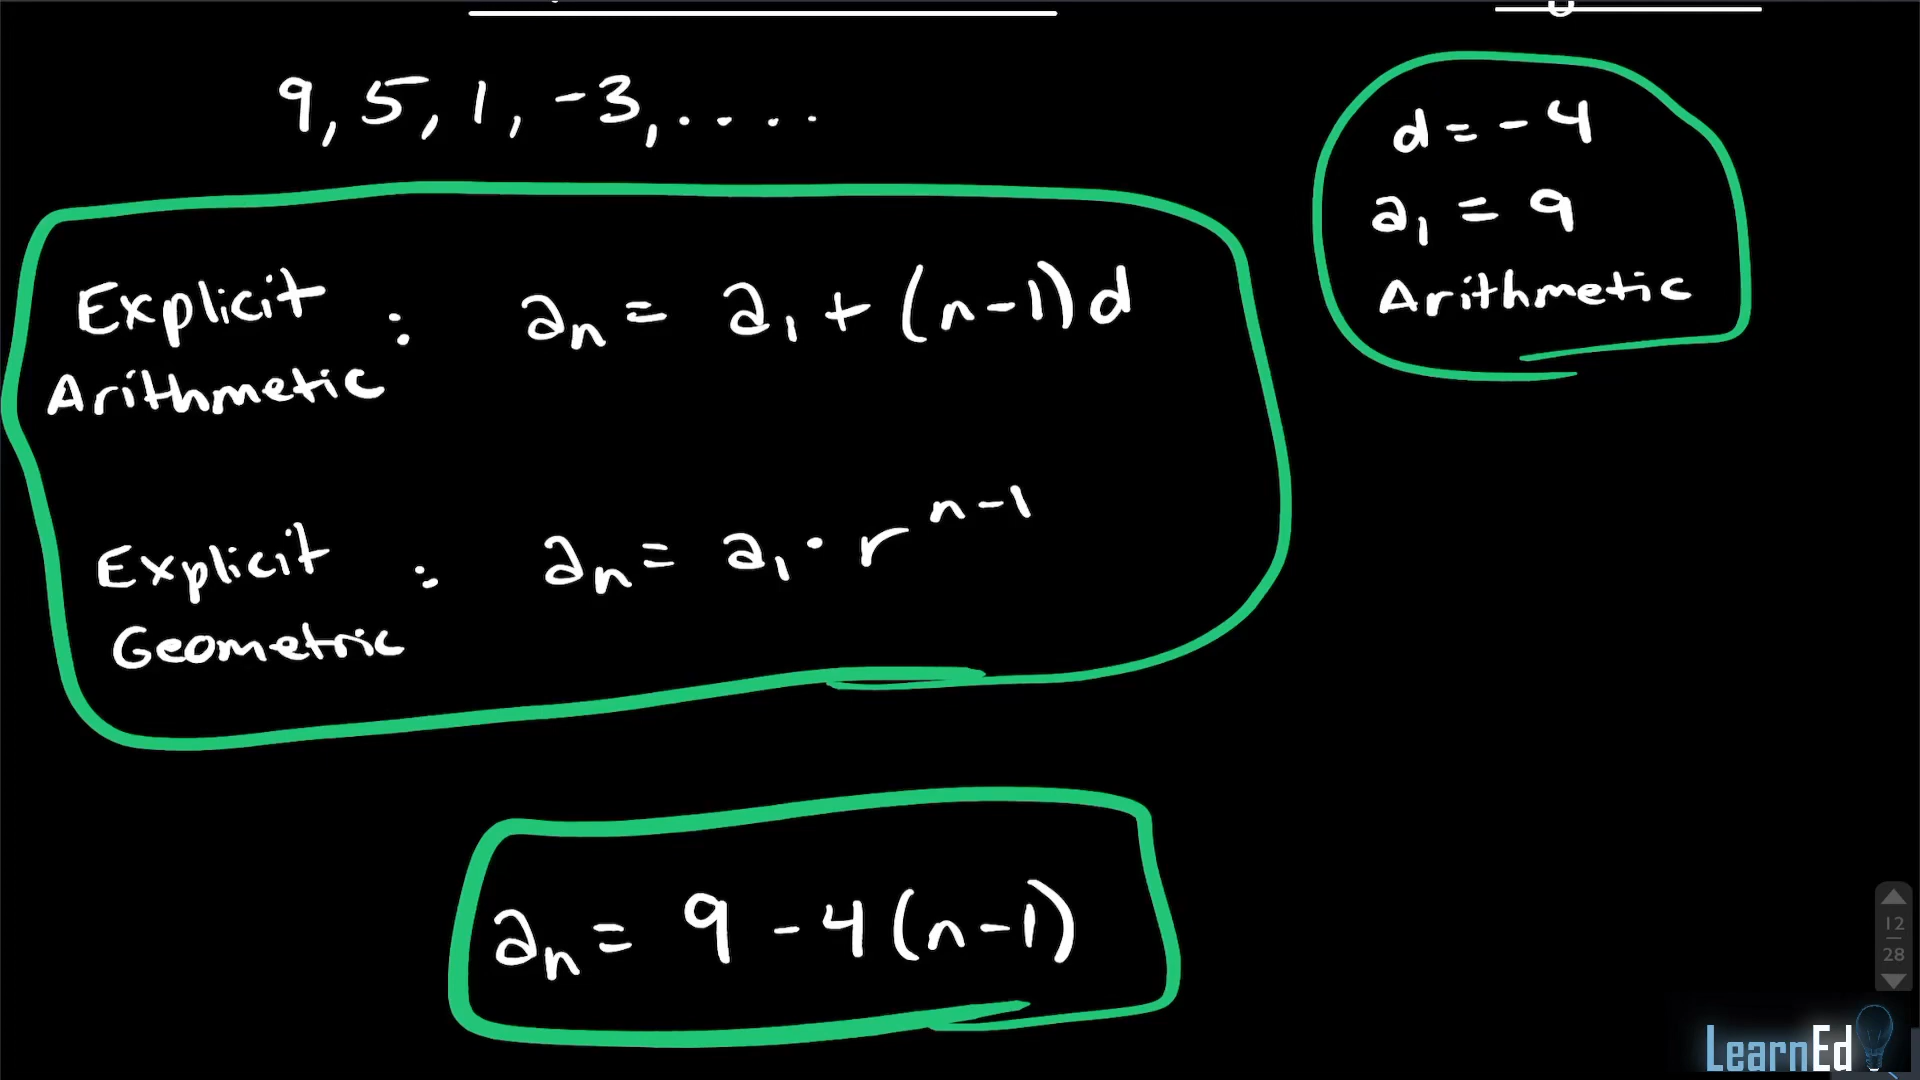 9, 5, 1, -3, ....
d = -4
a₁ = 9
Arithmetic
Explicit Arithmetic : aₙ = a₁ + (n-1)d
Explicit Geometric : aₙ = a₁ · rⁿ⁻¹
aₙ = 9 - 4(n-1)
12
28
LearnEd